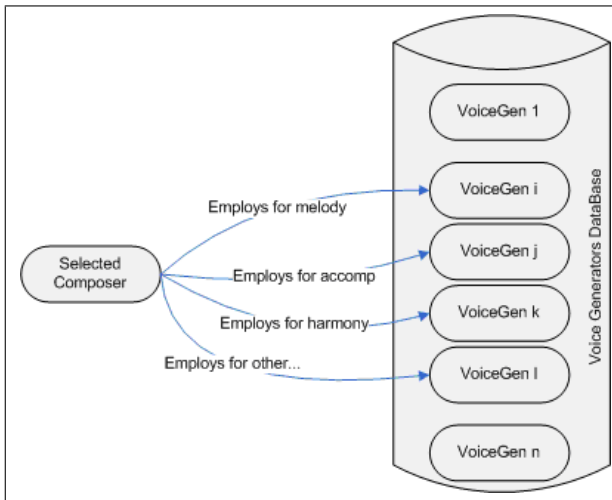 VoiceGen 1
VoiceGen i
Employs for melody
VoiceGen j
Selected
Composer
Employs for accomp
VoiceGen k
Employs for harmony
Employs for other...
VoiceGen l
VoiceGen n
Voice Generators DataBase